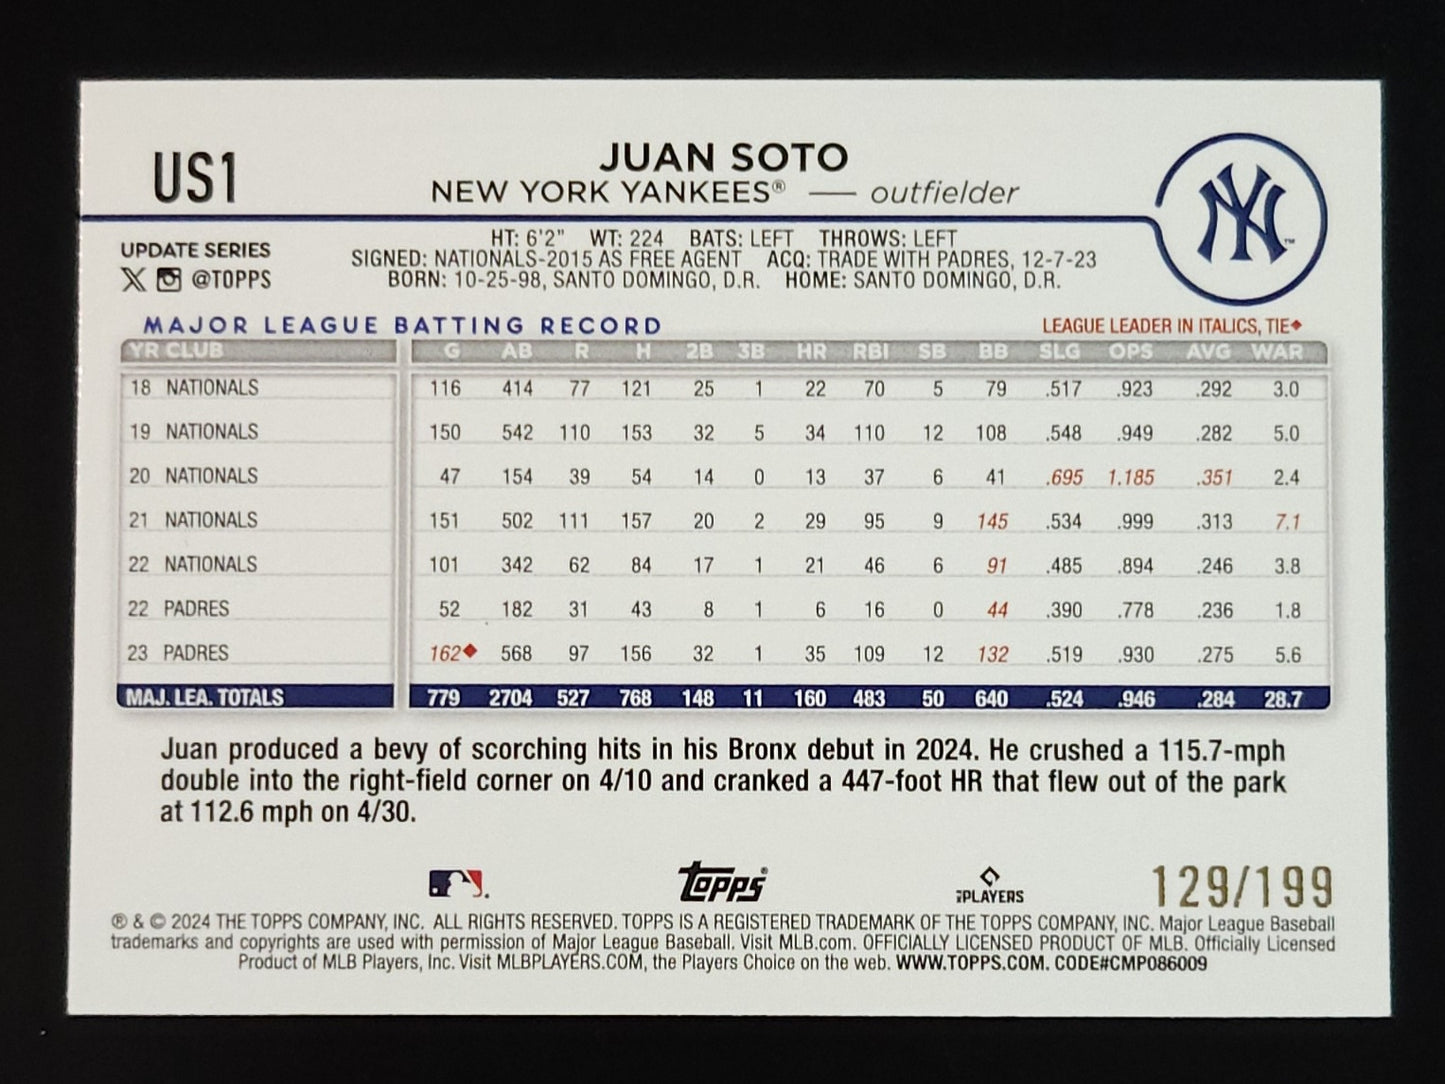 US1
JUAN SOTO
NEW YORK YANKEES® — outfielder
NY™
UPDATE SERIES
X @TOPPS
HT: 6'2" WT: 224 BATS: LEFT THROWS: LEFT
SIGNED: NATIONALS-2015 AS FREE AGENT ACQ: TRADE WITH PADRES, 12-7-23
BORN: 10-25-98, SANTO DOMINGO, D.R. HOME: SANTO DOMINGO, D.R.
MAJOR LEAGUE BATTING RECORD
LEAGUE LEADER IN ITALICS, TIE◆
YR CLUB G AB R H 2B 3B HR RBI SB BB SLG OPS AVG WAR
18 NATIONALS 116 414 77 121 25 1 22 70 5 79 .517 .923 .292 3.0
19 NATIONALS 150 542 110 153 32 5 34 110 12 108 .548 .949 .282 5.0
20 NATIONALS 47 154 39 54 14 0 13 37 6 41 .695 1.185 .351 2.4
21 NATIONALS 151 502 111 157 20 2 29 95 9 145 .534 .999 .313 7.1
22 NATIONALS 101 342 62 84 17 1 21 46 6 91 .485 .894 .246 3.8
22 PADRES 52 182 31 43 8 1 6 16 0 44 .390 .778 .236 1.8
23 PADRES 162◆ 568 97 156 32 1 35 109 12 132 .519 .930 .275 5.6
MAJ. LEA. TOTALS 779 2704 527 768 148 11 160 483 50 640 .524 .946 .284 28.7
Juan produced a bevy of scorching hits in his Bronx debut in 2024. He crushed a 115.7-mph
double into the right-field corner on 4/10 and cranked a 447-foot HR that flew out of the park
at 112.6 mph on 4/30.
Topps®
PLAYERS
129/199
® & © 2024 THE TOPPS COMPANY, INC. ALL RIGHTS RESERVED. TOPPS IS A REGISTERED TRADEMARK OF THE TOPPS COMPANY, INC. Major League Baseball
trademarks and copyrights are used with permission of Major League Baseball. Visit MLB.com. OFFICIALLY LICENSED PRODUCT OF MLB. Officially Licensed
Product of MLB Players, Inc. Visit MLBPLAYERS.COM, the Players Choice on the web. WWW.TOPPS.COM. CODE#CMP086009